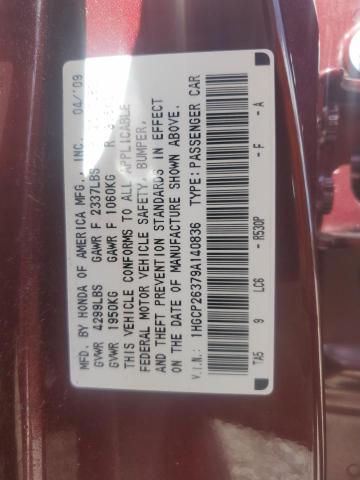 MFD. BY HONDA OF AMERICA MFG., INC. 04/'09
GVWR 4299LBS GAWR F 2337LBS R
GVWR 1950KG GAWR F 1060KG R
THIS VEHICLE CONFORMS TO ALL APPLICABLE
FEDERAL MOTOR VEHICLE SAFETY, BUMPER,
AND THEFT PREVENTION STANDARDS IN EFFECT
ON THE DATE OF MANUFACTURE SHOWN ABOVE.
V.I.N.: 1HGCP26379A140836 TYPE: PASSENGER CAR
TA5 9 LC6 - R530P - F - A